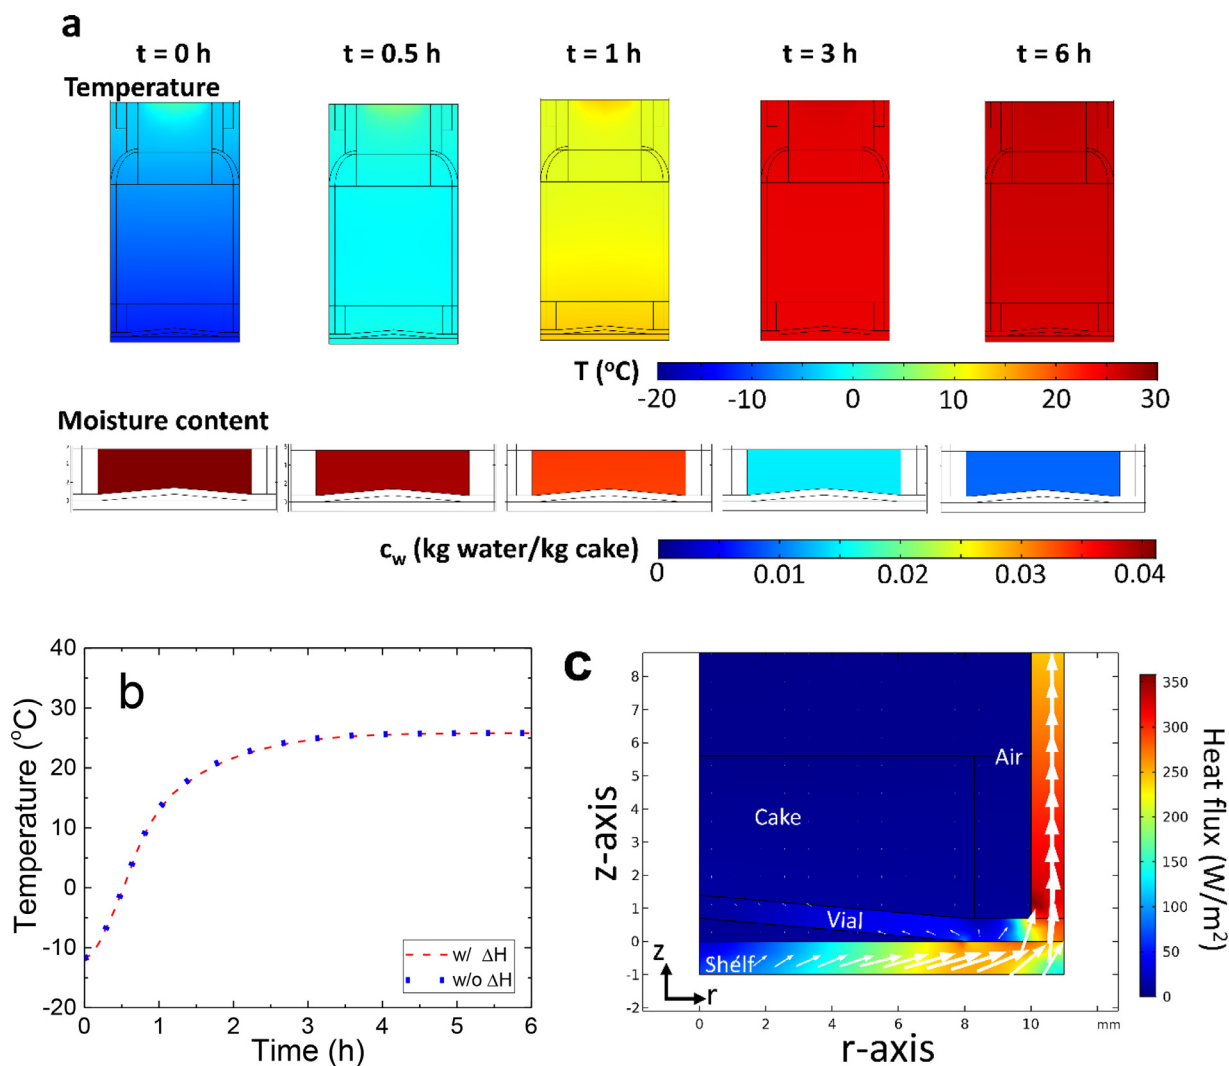 a
t = 0 h t = 0.5 h t = 1 h t = 3 h t = 6 h
Temperature
T (°C)
-20 -10 0 10 20 30
Moisture content
c_w (kg water/kg cake)
0 0.01 0.02 0.03 0.04
b
Temperature (°C)
40
30
20
10
0
-10
-20
w/ ΔH
w/o ΔH
0 1 2 3 4 5 6
Time (h)
c
z-axis
8
7
6
5
4
3
2
1
0
-1
-2
Air
Cake
Vial
Shelf
z
r
0 2 4 6 8 10 mm
r-axis
350
300
250
200
150
100
50
0
Heat flux (W/m²)